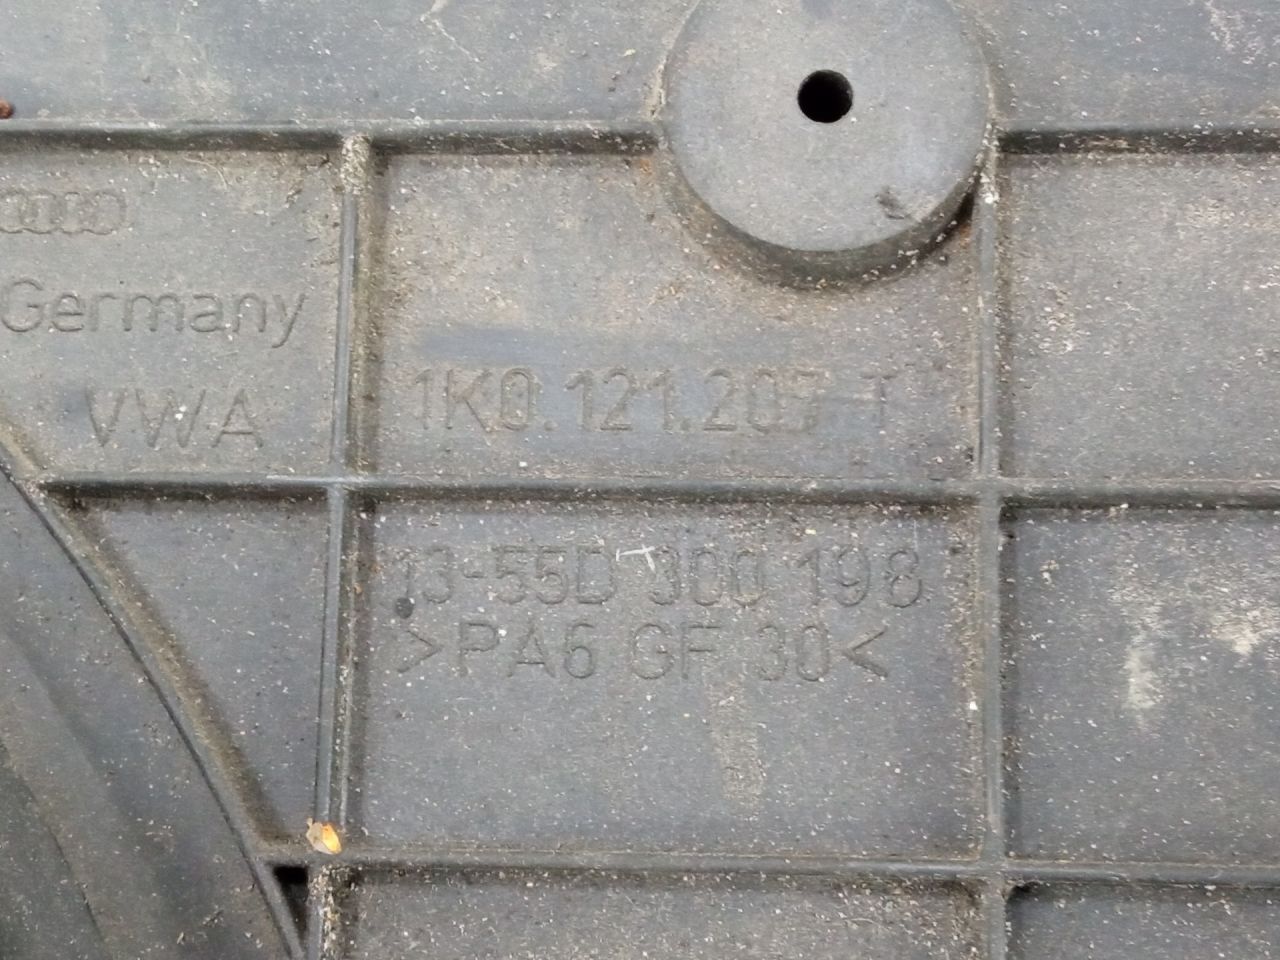 Germany
VWA
1K0.121.207 T
13-55D 300 198
>PA6 GF 30<